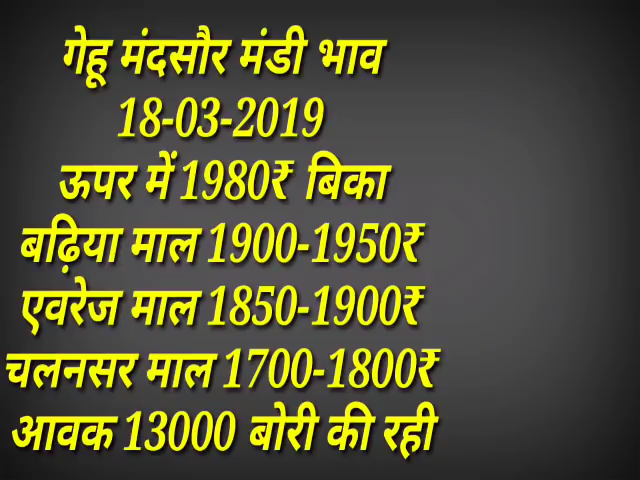 गेहू मंदसौर मंडी भाव
18-03-2019
ऊपर में 1980₹ बिका
बढ़िया माल 1900-1950₹
एवरेज माल 1850-1900₹
चलनसर माल 1700-1800₹
आवक 13000 बोरी की रही